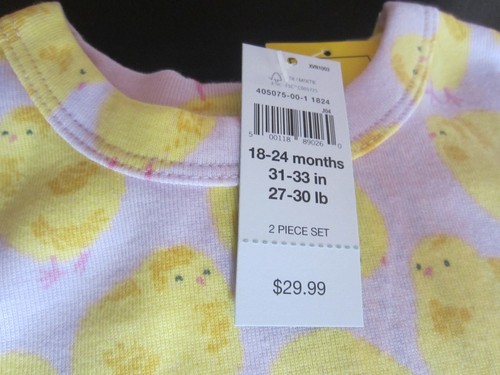 405075-00-1 1824
204
5 00118 89026 0
18-24 months
31-33 in
27-30 lb
2 PIECE SET
$29.99